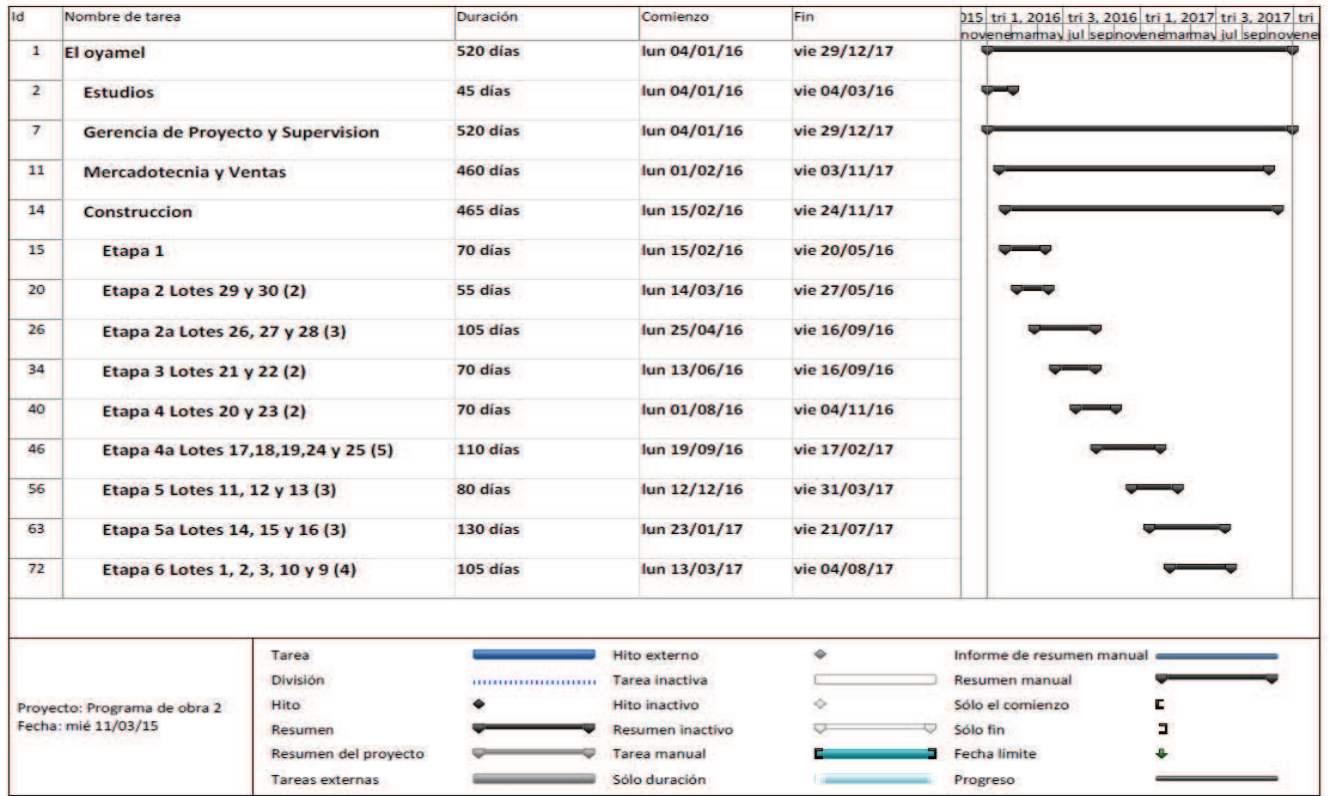 Id Nombre de tarea Duración Comienzo Fin 015 tri 1, 2016 tri 3, 2016 tri 1, 2017 tri 3, 2017 tri
nov ene mar may jul sep nov ene mar may jul sep nov ene
1 El oyamel 520 días lun 04/01/16 vie 29/12/17
2 Estudios 45 días lun 04/01/16 vie 04/03/16
7 Gerencia de Proyecto y Supervision 520 días lun 04/01/16 vie 29/12/17
11 Mercadotecnia y Ventas 460 días lun 01/02/16 vie 03/11/17
14 Construccion 465 días lun 15/02/16 vie 24/11/17
15 Etapa 1 70 días lun 15/02/16 vie 20/05/16
20 Etapa 2 Lotes 29 y 30 (2) 55 días lun 14/03/16 vie 27/05/16
26 Etapa 2a Lotes 26, 27 y 28 (3) 105 días lun 25/04/16 vie 16/09/16
34 Etapa 3 Lotes 21 y 22 (2) 70 días lun 13/06/16 vie 16/09/16
40 Etapa 4 Lotes 20 y 23 (2) 70 días lun 01/08/16 vie 04/11/16
46 Etapa 4a Lotes 17,18,19,24 y 25 (5) 110 días lun 19/09/16 vie 17/02/17
56 Etapa 5 Lotes 11, 12 y 13 (3) 80 días lun 12/12/16 vie 31/03/17
63 Etapa 5a Lotes 14, 15 y 16 (3) 130 días lun 23/01/17 vie 21/07/17
72 Etapa 6 Lotes 1, 2, 3, 10 y 9 (4) 105 días lun 13/03/17 vie 04/08/17
Proyecto: Programa de obra 2
Fecha: mié 11/03/15
Tarea Hito externo Informe de resumen manual
División Tarea inactiva Resumen manual
Hito Hito inactivo Sólo el comienzo
Resumen Resumen inactivo Sólo fin
Resumen del proyecto Tarea manual Fecha límite
Tareas externas Sólo duración Progreso